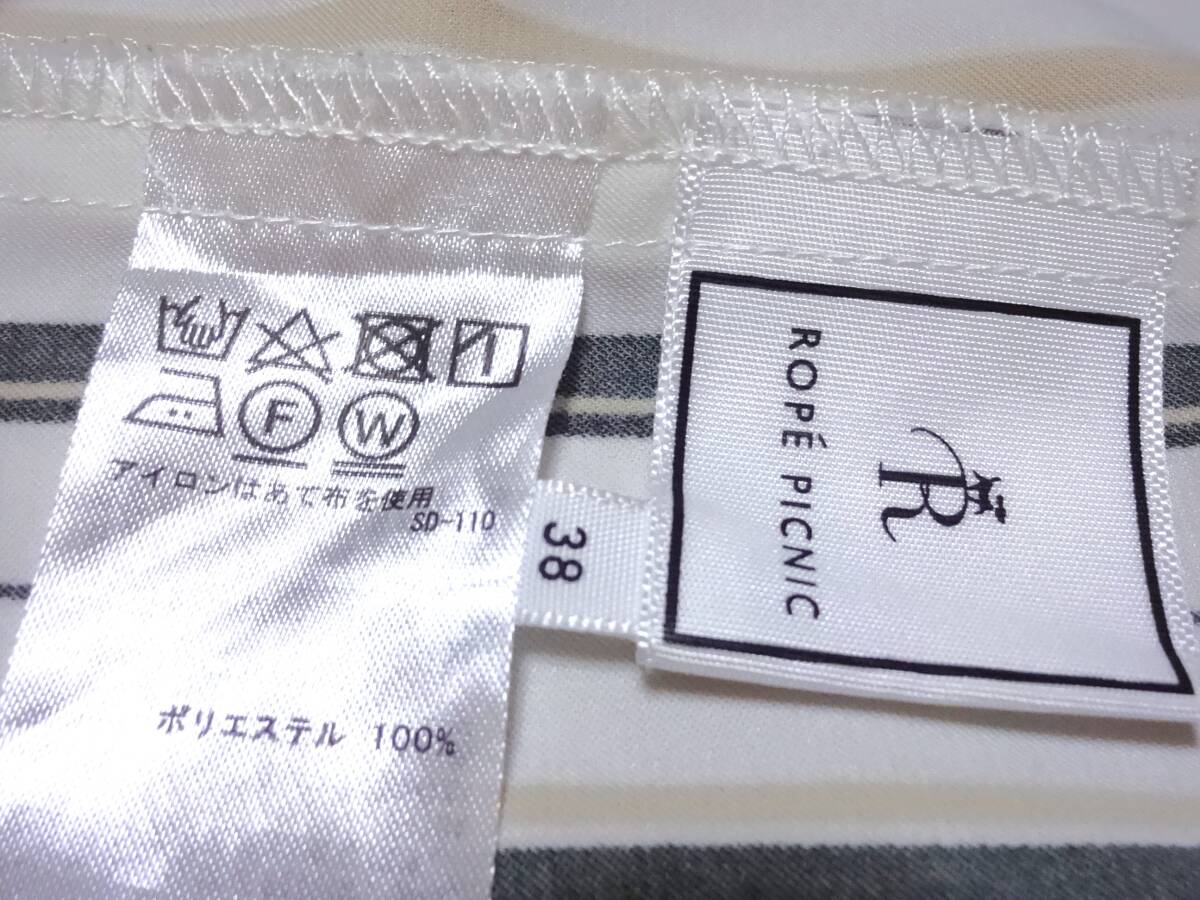 F
W
アイロンはあて布を使用
SD-110
ポリエステル 100%
38
R
ROPÉ PICNIC